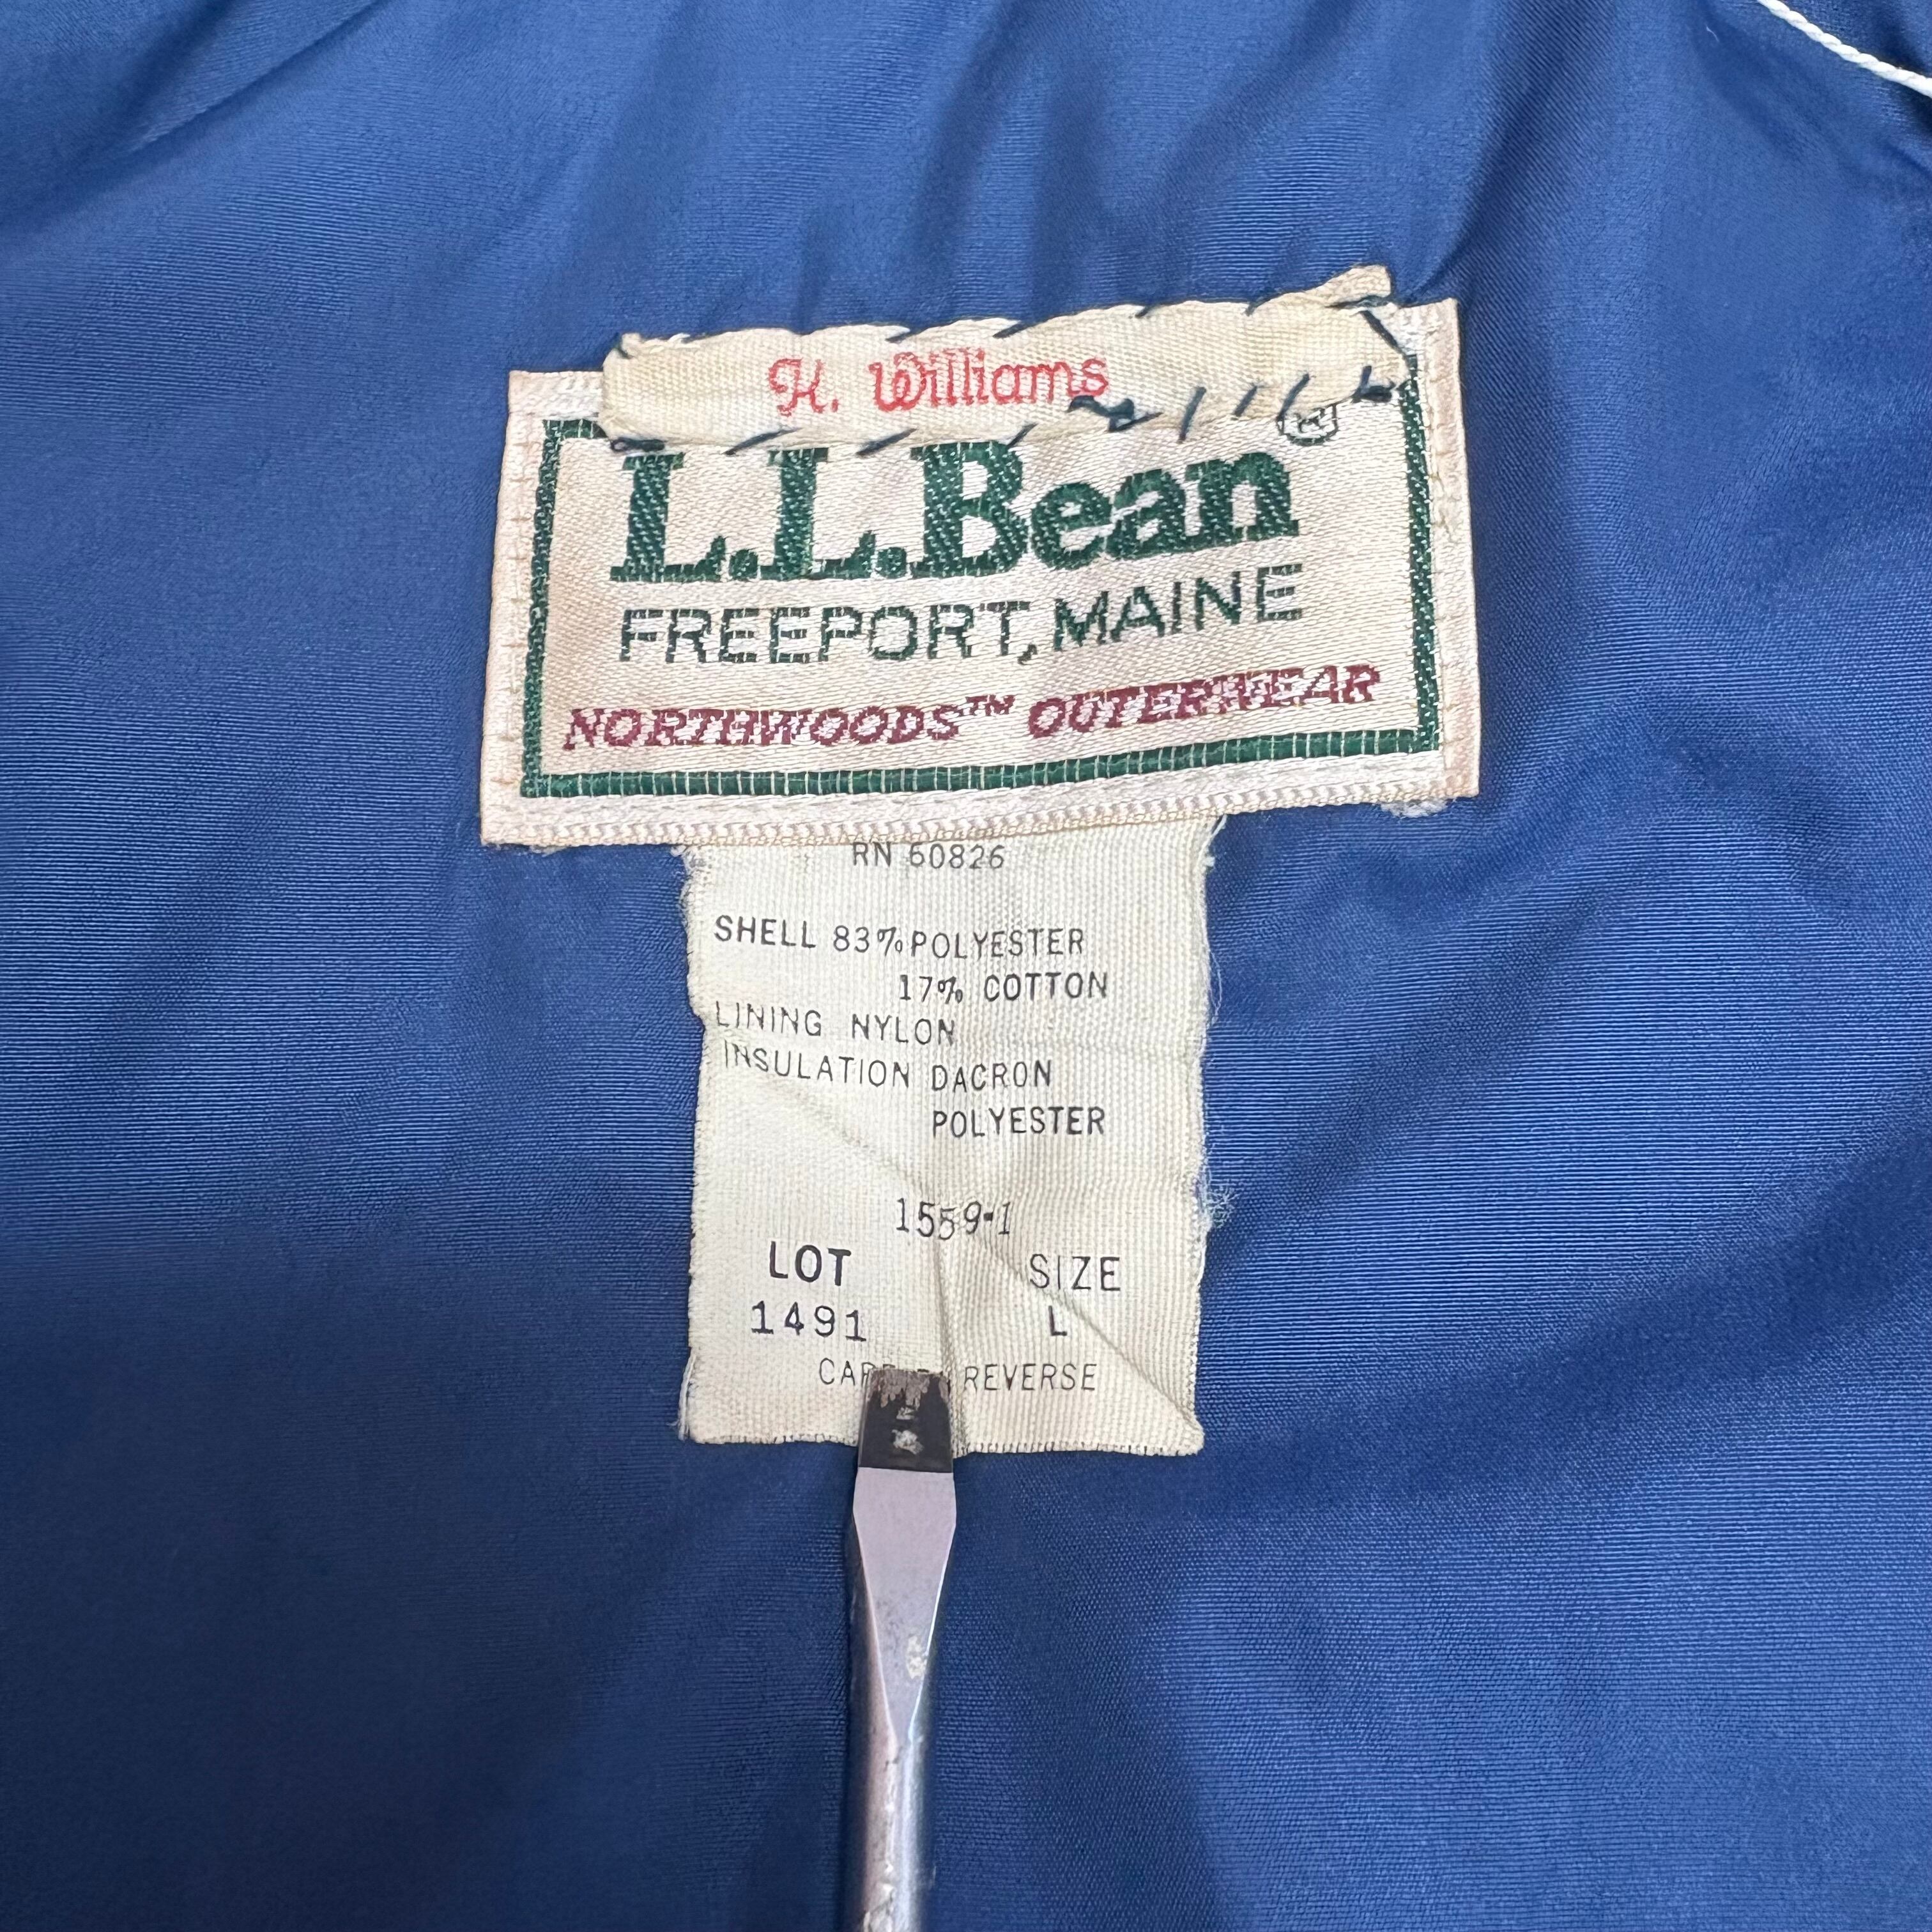 K. Williams
L.L.Bean®
FREEPORT, MAINE
NORTHWOODS™ OUTERWEAR
RN 60826
SHELL 83% POLYESTER
17% COTTON
LINING NYLON
INSULATION DACRON
POLYESTER
1559-1
LOT SIZE
1491 L
REVERSE